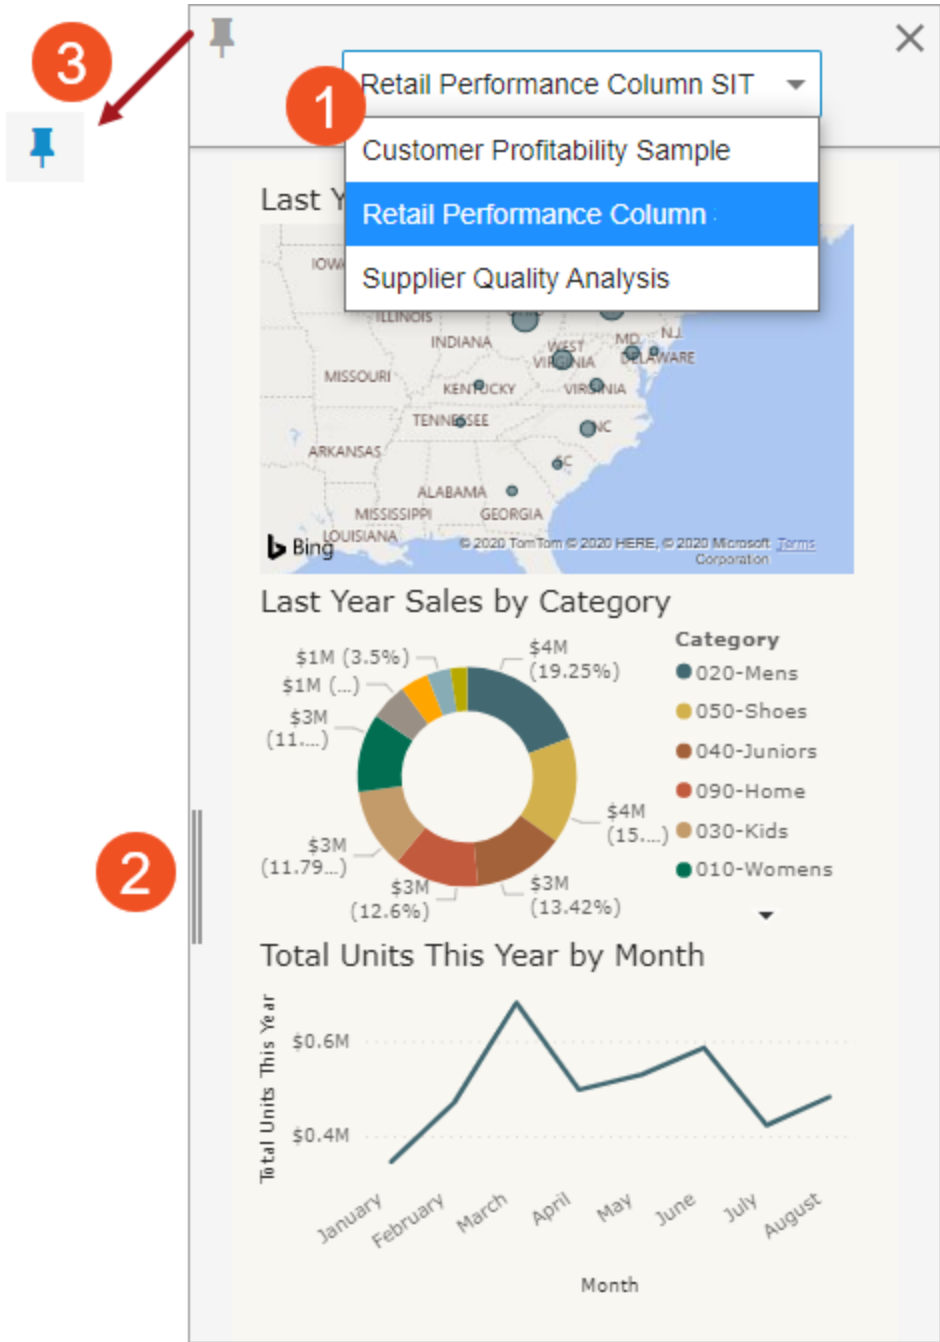 3
1
Retail Performance Column SIT
Customer Profitability Sample
Last Y
Retail Performance Column
Supplier Quality Analysis
IOW
ILLINOIS
INDIANA
WEST VIRGINIA
MD
N.J.
DELAWARE
MISSOURI
KENTUCKY
VIRGINIA
TENNESSEE
NC
ARKANSAS
SC
ALABAMA
MISSISSIPPI
GEORGIA
LOUISIANA
Bing
© 2020 TomTom © 2020 HERE, © 2020 Microsoft Corporation
Terms
Last Year Sales by Category
$4M
(19.25%)
$1M (3.5%)
$1M (...)
$3M
(11....)
$4M
(15....)
$3M
(11.79...)
$3M
(12.6%)
$3M
(13.42%)
Category
020-Mens
050-Shoes
040-Juniors
090-Home
030-Kids
010-Womens
2
Total Units This Year by Month
Total Units This Year
$0.6M
$0.4M
January
February
March
April
May
June
July
August
Month